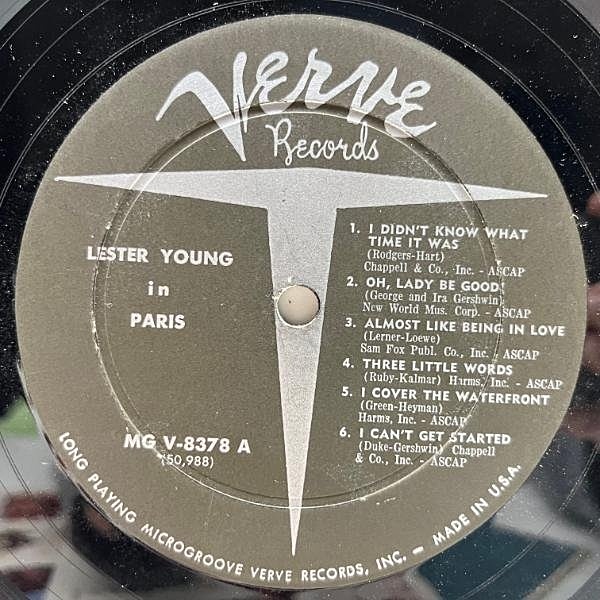 VERVE
Records
LESTER YOUNG
in
PARIS
MG V-8378 A
(50,988)
1. I DIDN'T KNOW WHAT
TIME IT WAS
(Rodgers-Hart)
Chappell & Co., Inc. - ASCAP
2. OH, LADY BE GOOD!
(George and Ira Gershwin)
New World Mus. Corp. - ASCAP
3. ALMOST LIKE BEING IN LOVE
(Lerner-Loewe)
Sam Fox Publ. Co., Inc. - ASCAP
4. THREE LITTLE WORDS
(Ruby-Kalmar) Harms, Inc. - ASCAP
5. I COVER THE WATERFRONT
(Green-Heyman)
Harms, Inc. - ASCAP
6. I CAN'T GET STARTED
(Duke-Gershwin) Chappell
& Co., Inc. - ASCAP
LONG PLAYING MICROGROOVE VERVE RECORDS, INC. – MADE IN U.S.A.